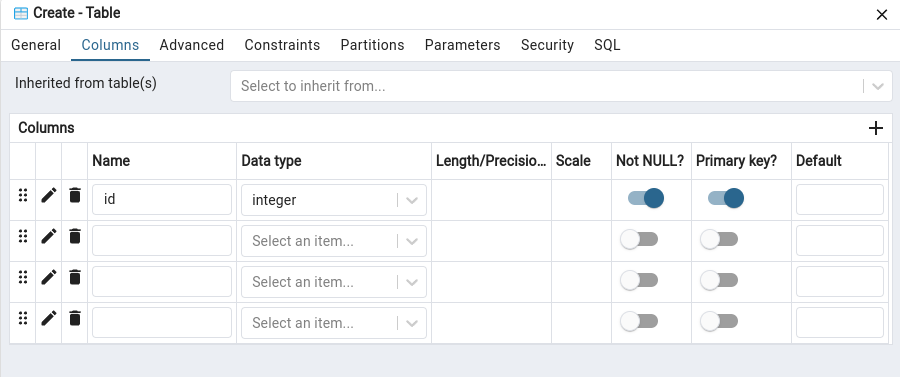 Create - Table
General Columns Advanced Constraints Partitions Parameters Security SQL
Inherited from table(s) Select to inherit from...
Columns
Name Data type Length/Precisio... Scale Not NULL? Primary key? Default
id integer
Select an item...
Select an item...
Select an item...